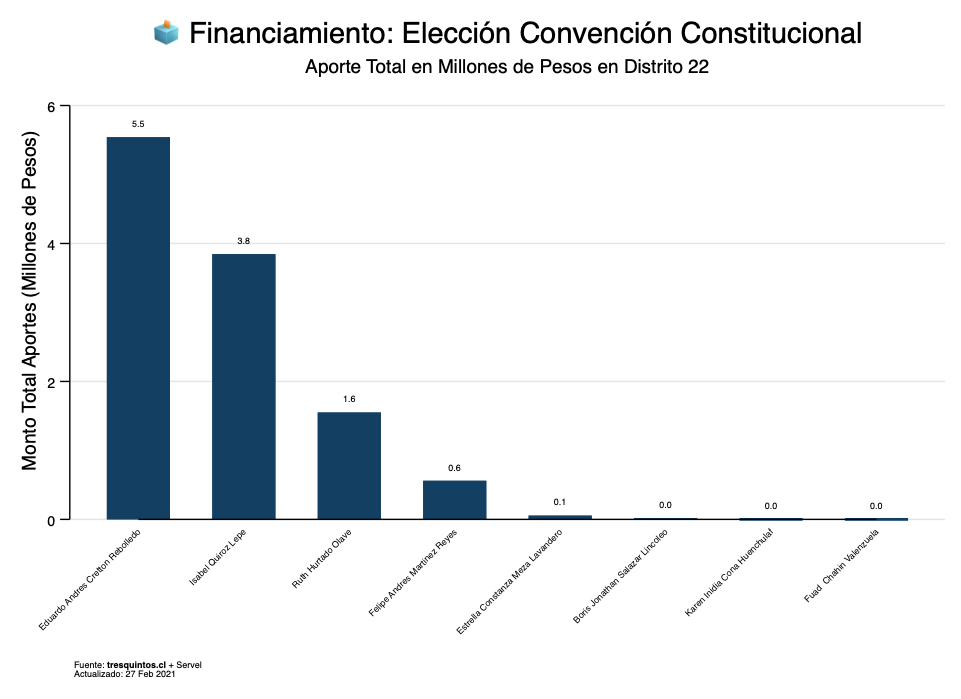 Financiamiento: Elección Convención Constitucional
Aporte Total en Millones de Pesos en Distrito 22
Monto Total Aportes (Millones de Pesos)
6
4
2
0
5.5
3.8
1.6
0.6
0.1
0.0
0.0
0.0
Eduardo Andres Cretton Rebolledo
Isabel Quiroz Lepe
Ruth Hurtado Olave
Felipe Andres Martinez Reyes
Estrella Constanza Meza Lavandero
Boris Jonathan Salazar Lincoleo
Karen Inidia Cona Huenchulaf
Fuad Chahin Valenzuela
Fuente: tresquintos.cl + Servel
Actualizado: 27 Feb 2021